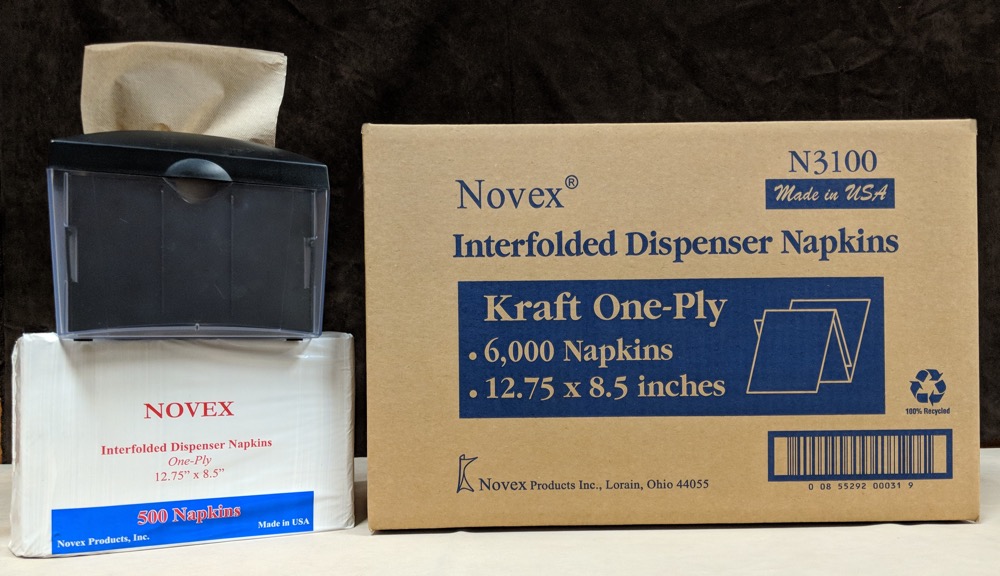 NOVEX
Interfolded Dispenser Napkins
One-Ply
12.75" x 8.5"
500 Napkins
Made in USA
Novex Products, Inc.
N3100
Novex®
Made in USA
Interfolded Dispenser Napkins
Kraft One-Ply
• 6,000 Napkins
• 12.75 x 8.5 inches
100% Recycled
Novex Products Inc., Lorain, Ohio 44055
0 08 55292 00031 9